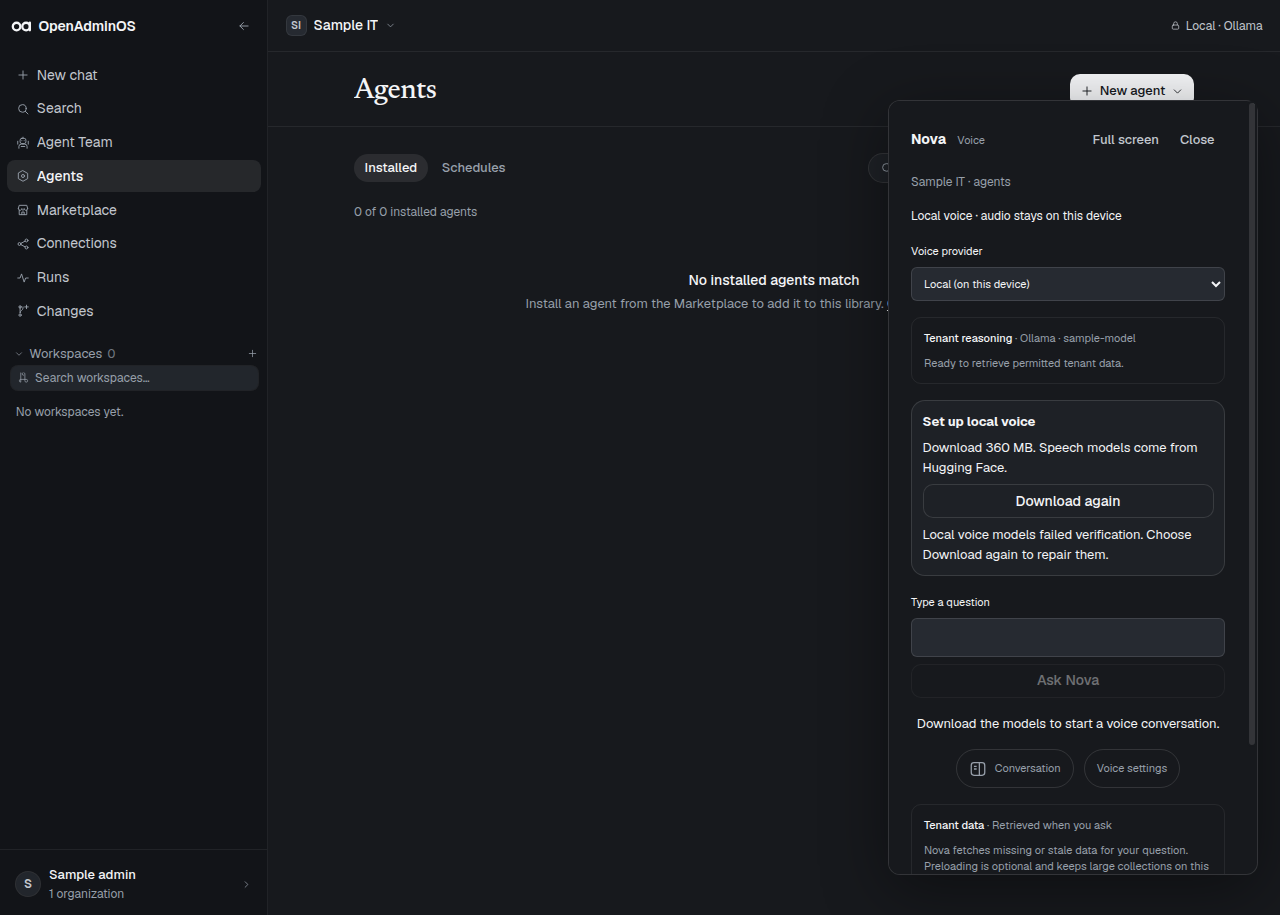 OpenAdminOS
New chat
Search
Agent Team
Agents
Marketplace
Connections
Runs
Changes
Workspaces 0
Search workspaces...
No workspaces yet.
S
Sample admin
1 organization
SI Sample IT
Local · Ollama
Agents
New agent
Installed
Schedules
0 of 0 installed agents
No installed agents match
Install an agent from the Marketplace to add it to this library.
Nova Voice
Full screen
Close
Sample IT · agents
Local voice · audio stays on this device
Voice provider
Local (on this device)
Tenant reasoning · Ollama · sample-model
Ready to retrieve permitted tenant data.
Set up local voice
Download 360 MB. Speech models come from
Hugging Face.
Download again
Local voice models failed verification. Choose
Download again to repair them.
Type a question
Ask Nova
Download the models to start a voice conversation.
Conversation
Voice settings
Tenant data · Retrieved when you ask
Nova fetches missing or stale data for your question.
Preloading is optional and keeps large collections on this